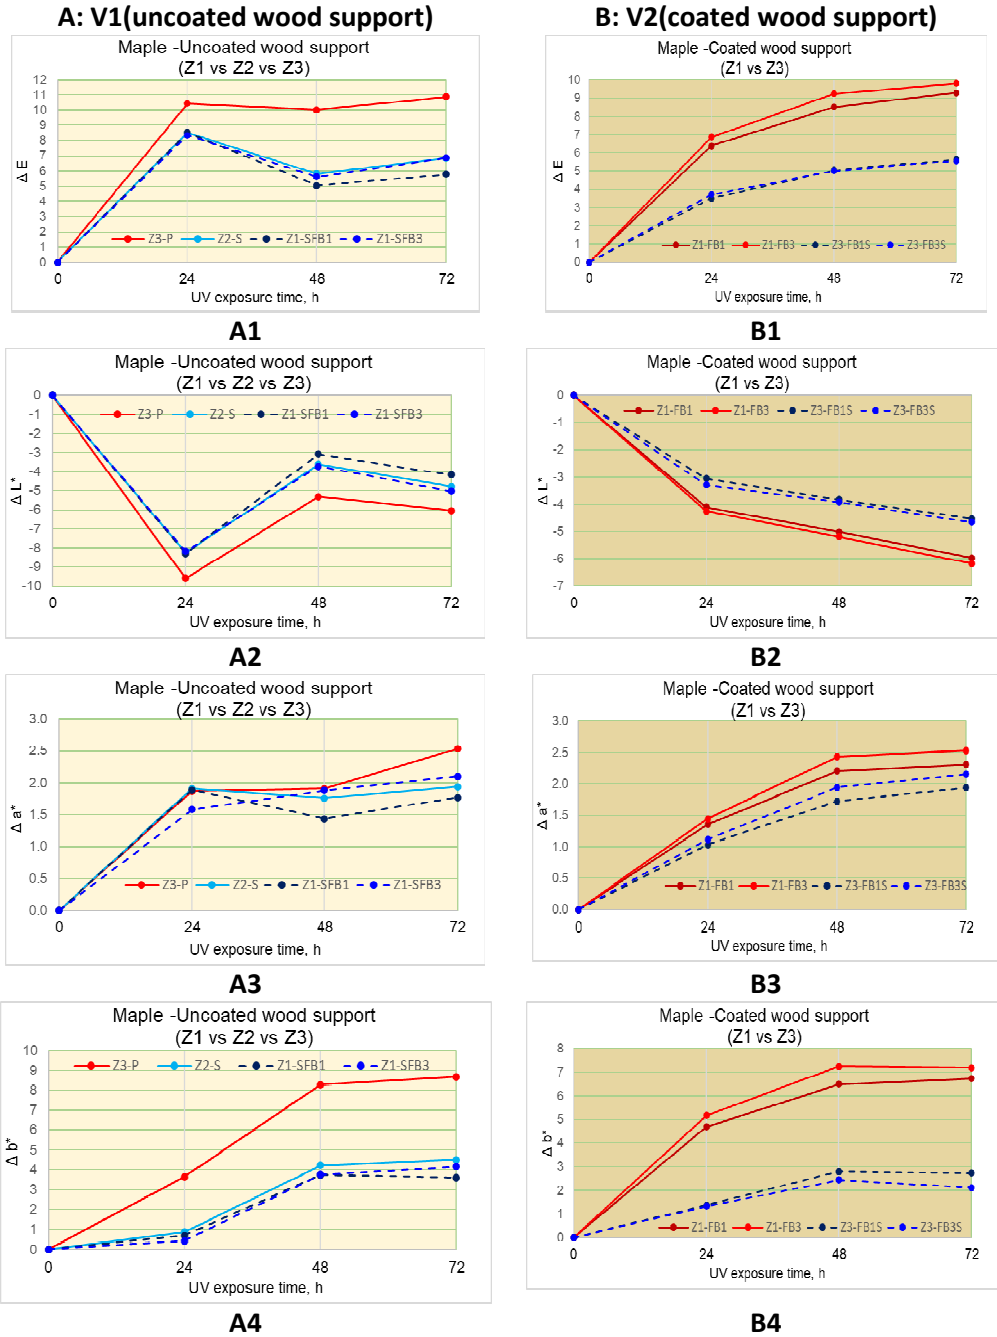 A: V1(uncoated wood support)
B: V2(coated wood support)
Maple -Uncoated wood support
(Z1 vs Z2 vs Z3)
12
11
10
9
8
7
6
5
4
3
2
1
0
Δ E
Z3-P Z2-S Z1-SFB1 Z1-SFB3
0 24 48 72
UV exposure time, h
A1
Maple -Coated wood support
(Z1 vs Z3)
10
9
8
7
6
5
4
3
2
1
0
Δ E
Z1-FB1 Z1-FB3 Z3-FB1S Z3-FB3S
0 24 48 72
UV exposure time, h
B1
Maple -Uncoated wood support
(Z1 vs Z2 vs Z3)
0
-1
-2
-3
-4
-5
-6
-7
-8
-9
-10
Δ L*
Z3-P Z2-S Z1-SFB1 Z1-SFB3
0 24 48 72
UV exposure time, h
A2
Maple -Coated wood support
(Z1 vs Z3)
0
-1
-2
-3
-4
-5
-6
-7
Δ L*
Z1-FB1 Z1-FB3 Z3-FB1S Z3-FB3S
0 24 48 72
UV exposure time, h
B2
Maple -Uncoated wood support
(Z1 vs Z2 vs Z3)
3.0
2.5
2.0
1.5
1.0
0.5
0.0
Δ a*
Z3-P Z2-S Z1-SFB1 Z1-SFB3
0 24 48 72
UV exposure time, h
A3
Maple -Coated wood support
(Z1 vs Z3)
3.0
2.5
2.0
1.5
1.0
0.5
0.0
Δ a*
Z1-FB1 Z1-FB3 Z3-FB1S Z3-FB3S
0 24 48 72
UV exposure time, h
B3
Maple -Uncoated wood support
(Z1 vs Z2 vs Z3)
10
9
8
7
6
5
4
3
2
1
0
Δ b*
Z3-P Z2-S Z1-SFB1 Z1-SFB3
0 24 48 72
UV exposure time, h
A4
Maple -Coated wood support
(Z1 vs Z3)
8
7
6
5
4
3
2
1
0
Δ b*
Z1-FB1 Z1-FB3 Z3-FB1S Z3-FB3S
0 24 48 72
UV exposure time, h
B4